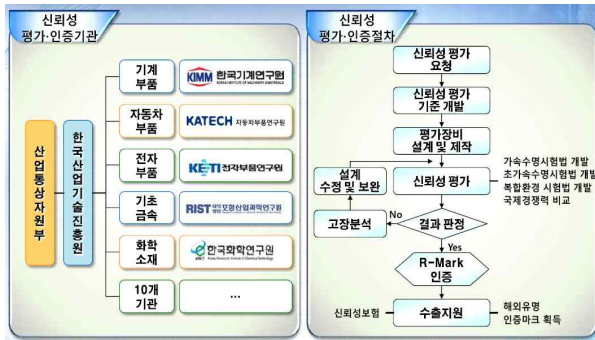 신뢰성
평가·인증기관
산업통상자원부
한국산업기술진흥원
기계
부품
KIMM 한국기계연구원
자동차
부품
KATECH 자동차부품연구원
전자
부품
KETI 전자부품연구원
기초
금속
RIST 포항산업과학연구원
화학
소재
한국화학연구원
10개
기관
...
신뢰성
평가·인증절차
신뢰성 평가
요청
신뢰성 평가
기준 개발
평가장비
설계 및 제작
설계
수정 및 보완
신뢰성 평가
가속수명시험법 개발
초가속수명시험법 개발
복합환경 시험법 개발
국제경쟁력 비교
고장분석
No
결과 판정
Yes
R-Mark
인증
신뢰성보험
수출지원
해외유명
인증마크 획득